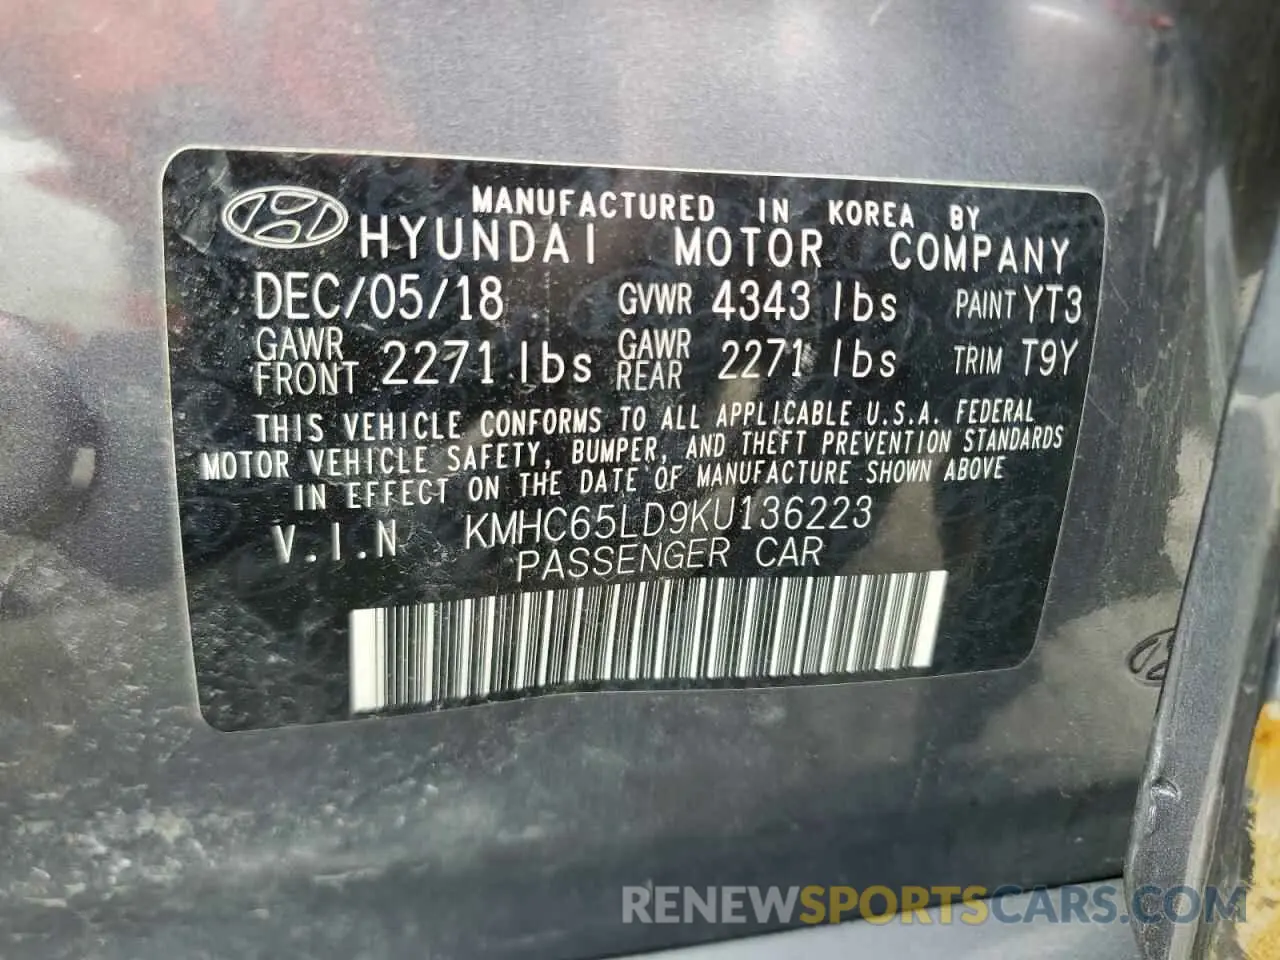 MANUFACTURED IN KOREA BY
HYUNDAI MOTOR COMPANY
DEC/05/18 GVWR 4343 lbs PAINT YT3
GAWR FRONT 2271 lbs GAWR REAR 2271 lbs TRIM T9Y
THIS VEHICLE CONFORMS TO ALL APPLICABLE U.S.A. FEDERAL
MOTOR VEHICLE SAFETY, BUMPER, AND THEFT PREVENTION STANDARDS
IN EFFECT ON THE DATE OF MANUFACTURE SHOWN ABOVE
V.I.N KMHC65LD9KU136223
PASSENGER CAR
RENEWSPORTSCARS.COM